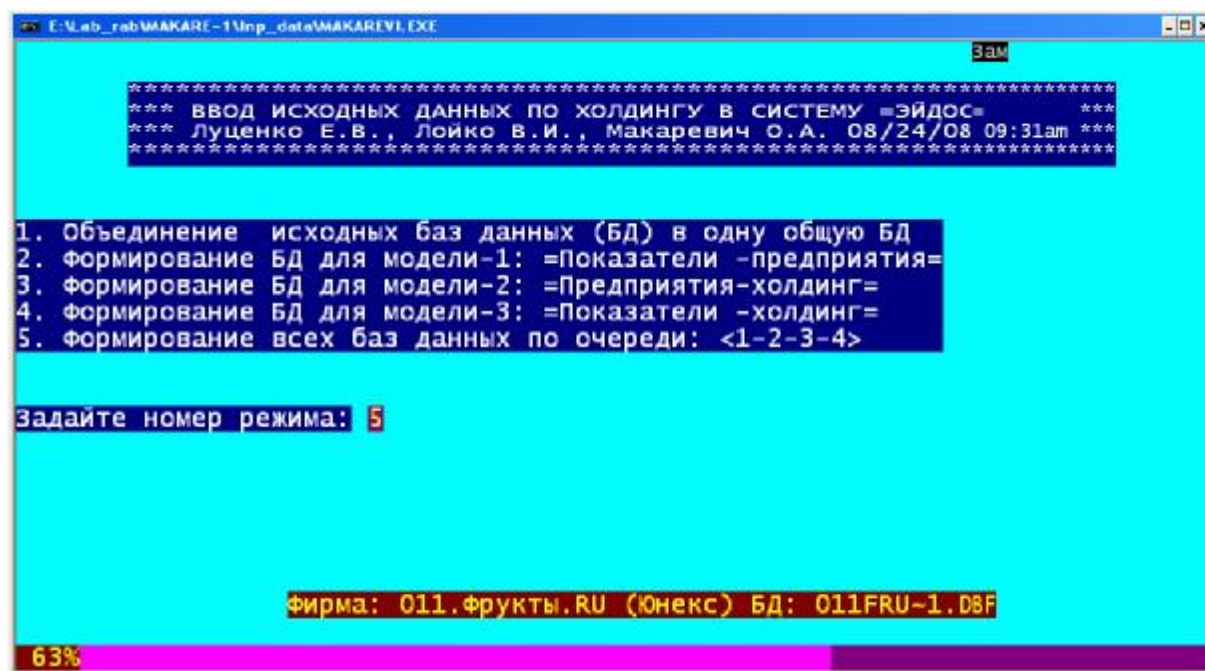 E:\Lab_rab\MAKARE~1\Inp_data\MAKAREV1.EXE
Зам
*** ВВОД ИСХОДНЫХ ДАННЫХ ПО ХОЛДИНГУ В СИСТЕМУ =ЭЙДОС= ***
*** Луценко Е.В., Лойко В.И., Макаревич О.А. 08/24/08 09:31am ***
1. Объединение исходных баз данных (БД) в одну общую БД
2. Формирование БД для модели-1: =Показатели -предприятия=
3. Формирование БД для модели-2: =Предприятия-холдинг=
4. Формирование БД для модели-3: =Показатели -холдинг=
5. Формирование всех баз данных по очереди: <1-2-3-4>
Задайте номер режима: 5
Фирма: 011.Фрукты.RU (Юнекс) БД: 011FRU~1.DBF
63%